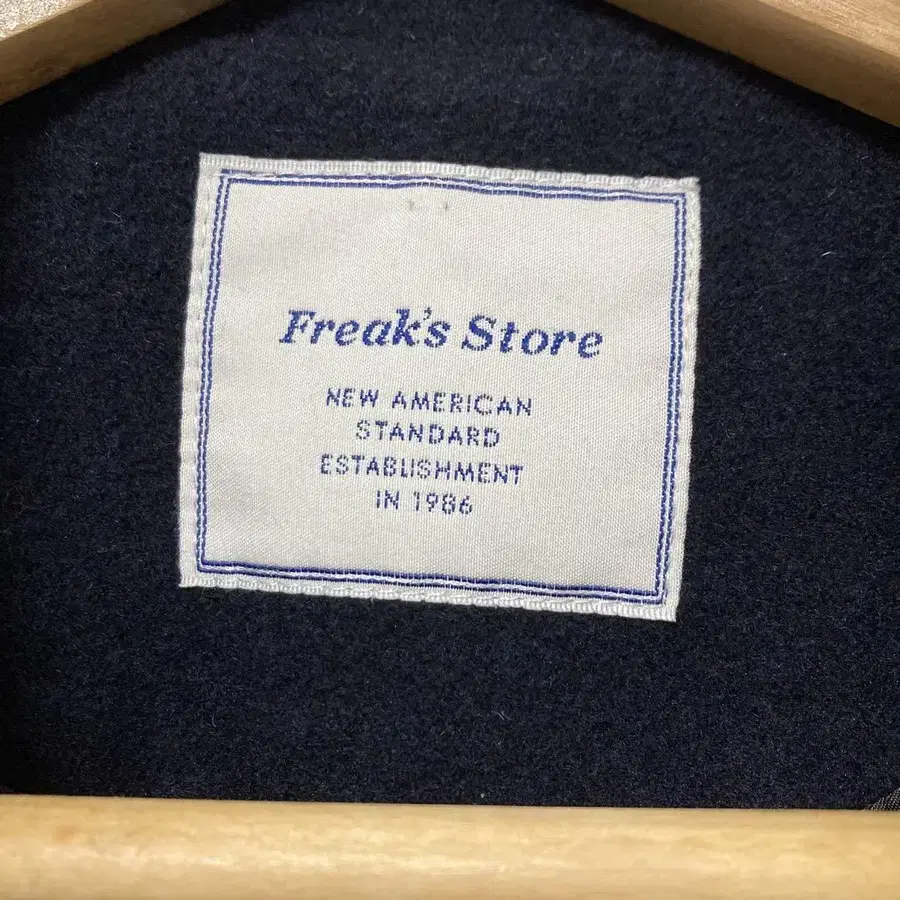 Freak's Store
NEW AMERICAN
STANDARD
ESTABLISHMENT
IN 1986